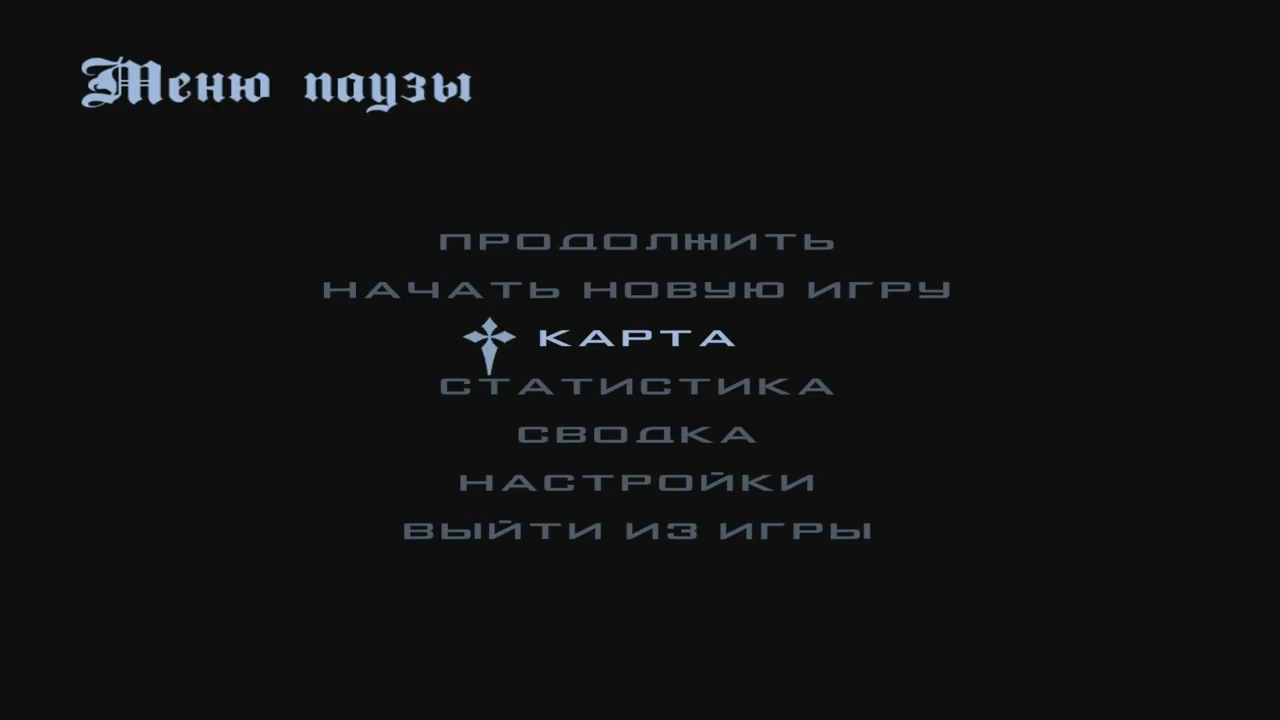 Меню паузы
ПРОДОЛЖИТЬ
НАЧАТЬ НОВУЮ ИГРУ
КАРТА
СТАТИСТИКА
СВОДКА
НАСТРОЙКИ
ВЫЙТИ ИЗ ИГРЫ